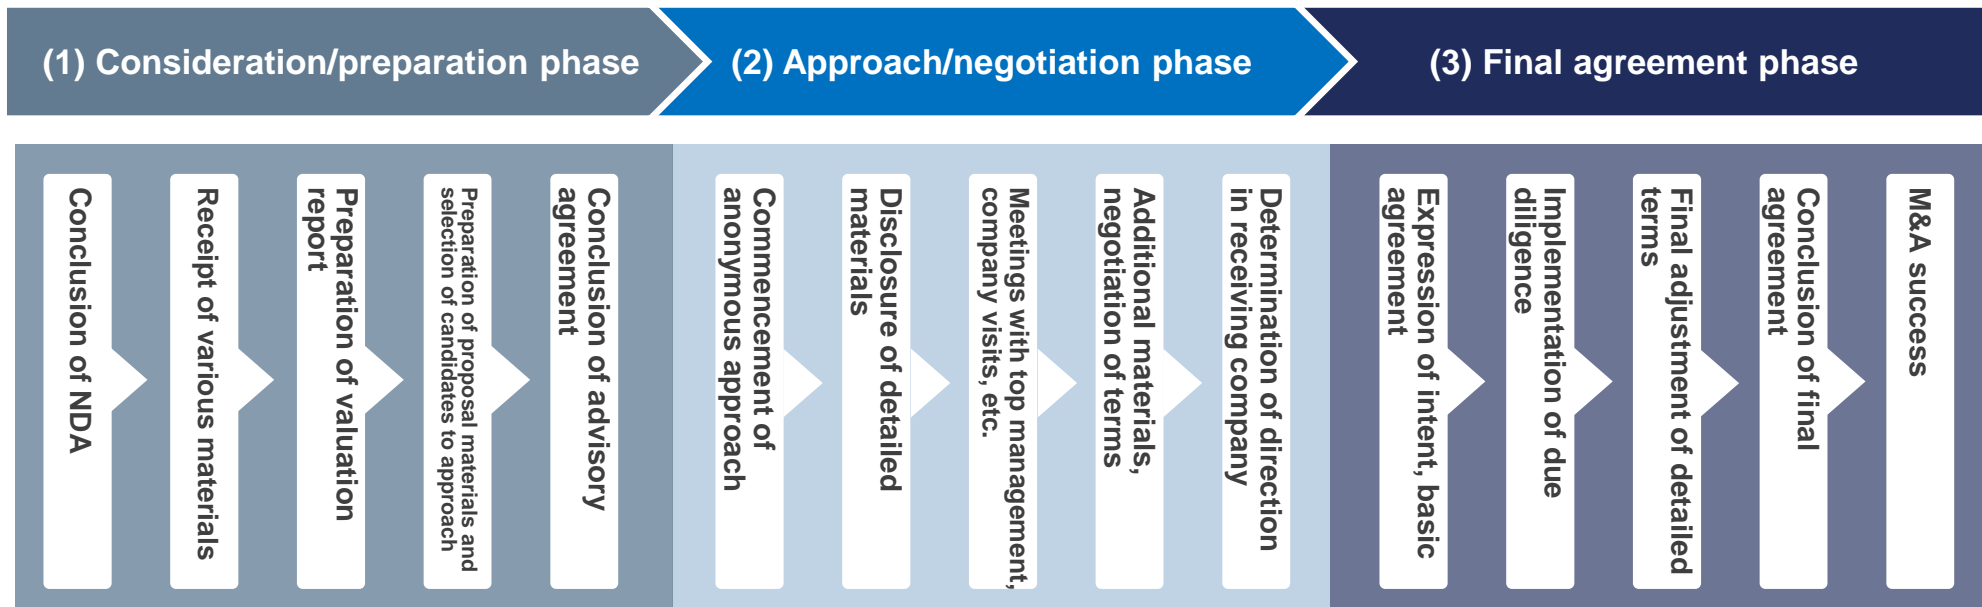 (1) Consideration/preparation phase
(2) Approach/negotiation phase
(3) Final agreement phase
Conclusion of NDA
Receipt of various materials
Preparation of valuation
report
Preparation of proposal materials and
selection of candidates to approach
Conclusion of advisory
agreement
Commencement of
anonymous approach
Disclosure of detailed
materials
Meetings with top management,
company visits, etc.
Additional materials,
negotiation of terms
Determination of direction
in receiving company
Expression of intent, basic
agreement
Implementation of due
diligence
Final adjustment of detailed
terms
Conclusion of final
agreement
M&A success